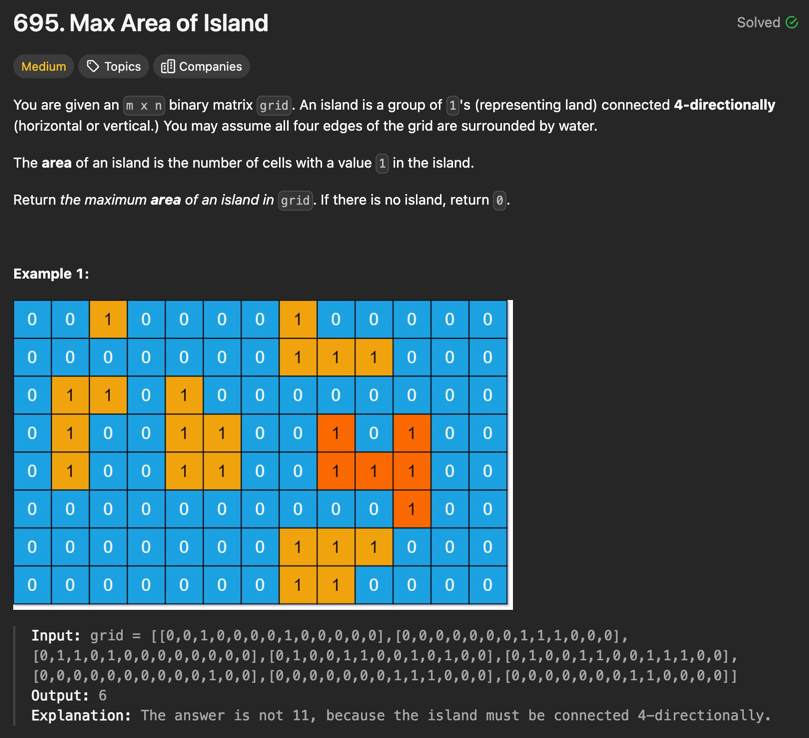 695. Max Area of Island
Solved
Medium
Topics
Companies
You are given an m x n binary matrix grid. An island is a group of 1's (representing land) connected 4-directionally
(horizontal or vertical.) You may assume all four edges of the grid are surrounded by water.
The area of an island is the number of cells with a value 1 in the island.
Return the maximum area of an island in grid. If there is no island, return 0.
Example 1:
0 0 1 0 0 0 0 1 0 0 0 0 0
0 0 0 0 0 0 0 1 1 1 0 0 0
0 1 1 0 1 0 0 0 0 0 0 0 0
0 1 0 0 1 1 0 0 1 0 1 0 0
0 1 0 0 1 1 0 0 1 1 1 0 0
0 0 0 0 0 0 0 0 0 0 1 0 0
0 0 0 0 0 0 0 1 1 1 0 0 0
0 0 0 0 0 0 0 1 1 0 0 0 0
Input: grid = [[0,0,1,0,0,0,0,1,0,0,0,0,0],[0,0,0,0,0,0,0,1,1,1,0,0,0],
[0,1,1,0,1,0,0,0,0,0,0,0,0],[0,1,0,0,1,1,0,0,1,0,1,0,0],[0,1,0,0,1,1,0,0,1,1,1,0,0],
[0,0,0,0,0,0,0,0,0,0,1,0,0],[0,0,0,0,0,0,0,1,1,1,0,0,0],[0,0,0,0,0,0,0,1,1,0,0,0,0]]
Output: 6
Explanation: The answer is not 11, because the island must be connected 4-directionally.